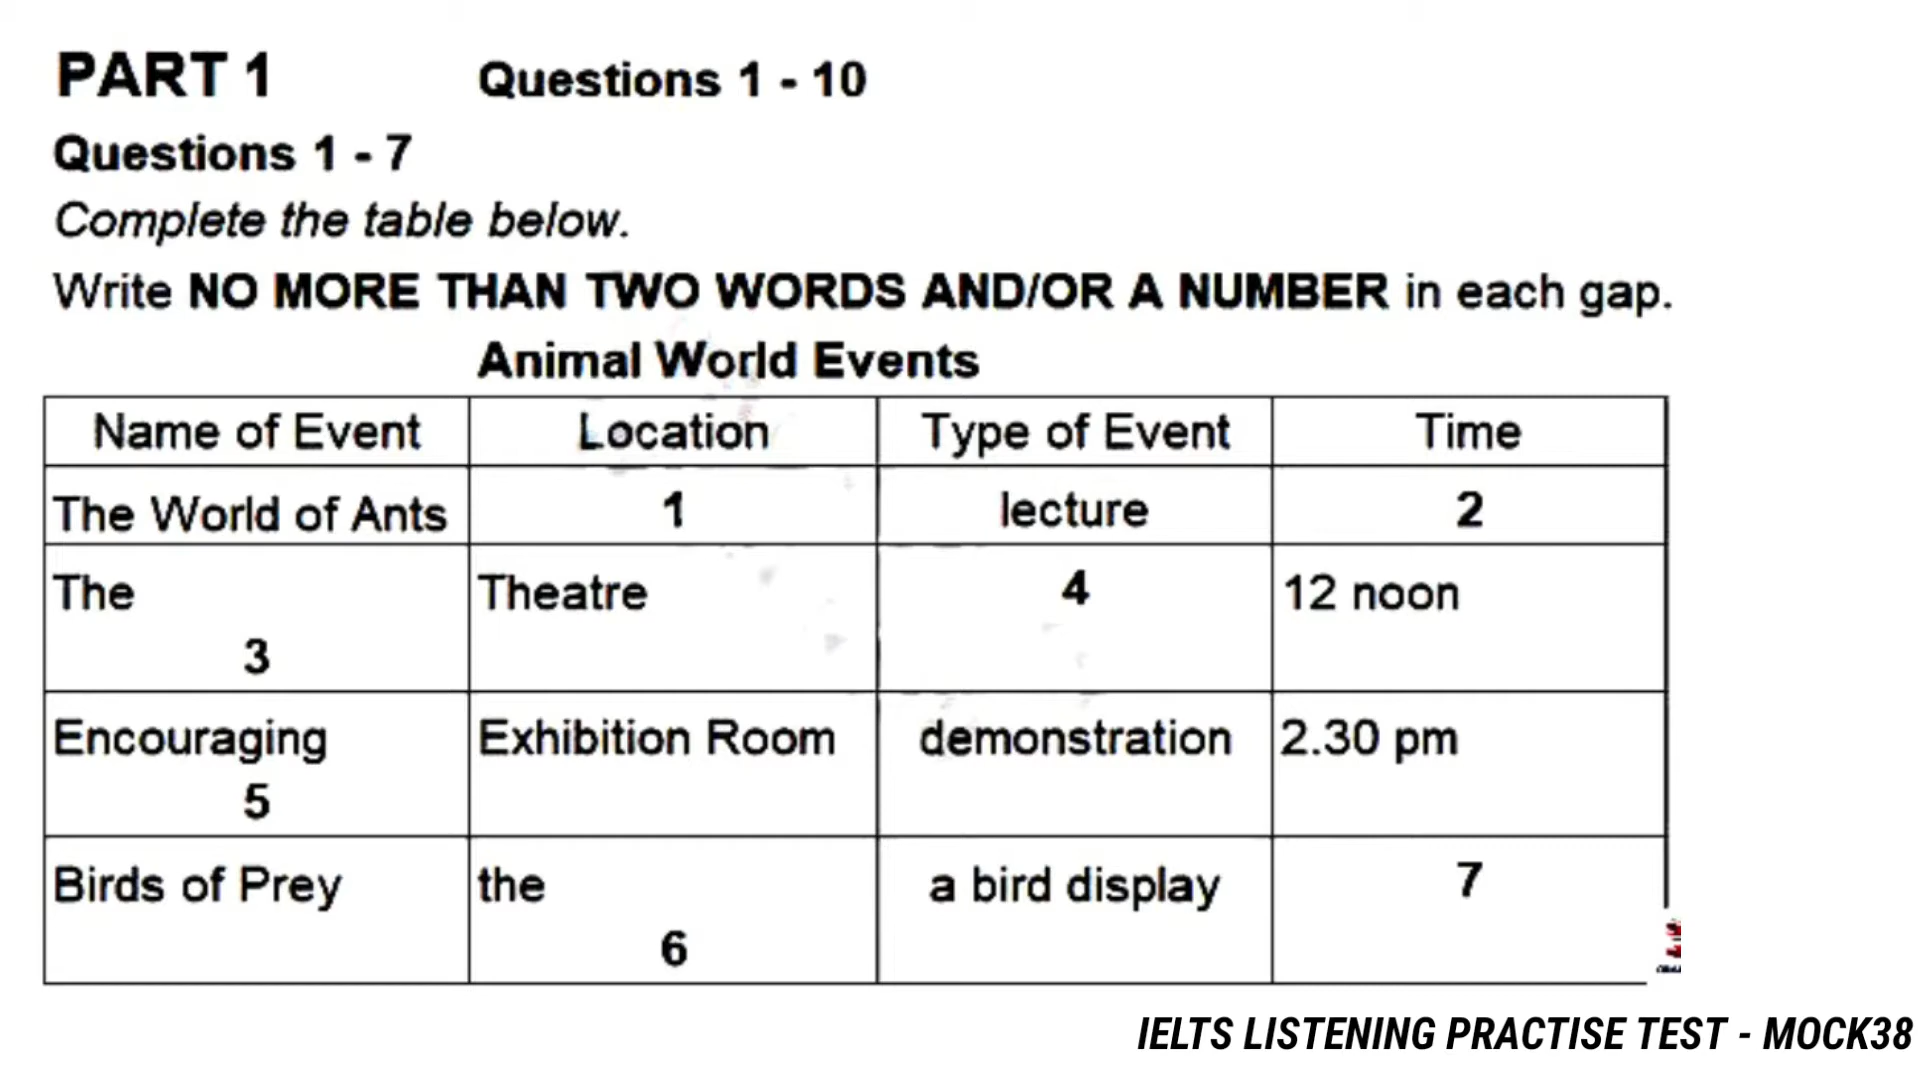 PART 1 Questions 1 - 10
Questions 1 - 7
Complete the table below.
Write NO MORE THAN TWO WORDS AND/OR A NUMBER in each gap.
Animal World Events
Name of Event Location Type of Event Time
The World of Ants 1 lecture 2
The Theatre 4 12 noon
3
Encouraging Exhibition Room demonstration 2.30 pm
5
Birds of Prey the a bird display 7
6
IELTS LISTENING PRACTISE TEST - MOCK38